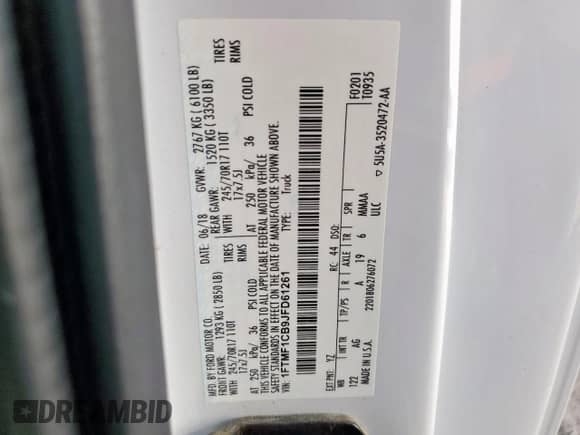 MFD. BY FORD MOTOR CO.
DATE: 06/18 GVWR: 2767 KG ( 6100 LB)
FRONT GAWR: 1293 KG ( 2850 LB) REAR GAWR: 1520 KG ( 3350 LB)
WITH 245/70R17 110T TIRES WITH 245/70R17 110T TIRES
17x7.5J RIMS 17x7.5J RIMS
AT 250 kPa/ 36 PSI COLD AT 250 kPa/ 36 PSI COLD
THIS VEHICLE CONFORMS TO ALL APPLICABLE FEDERAL MOTOR VEHICLE
SAFETY STANDARDS IN EFFECT ON THE DATE OF MANUFACTURE SHOWN ABOVE.
VIN: 1FTMF1CB9JFD61261 TYPE: Truck
F0201
T0935
EXT PNT: YZ RC: 44 DSO:
WB INT TR TP/PS R AXLE TR SPR
122 AG A 19 6 MMAA
ULC
MADE IN U.S.A. 2201806276072
5U5A-3520472-AA
DREAMBID